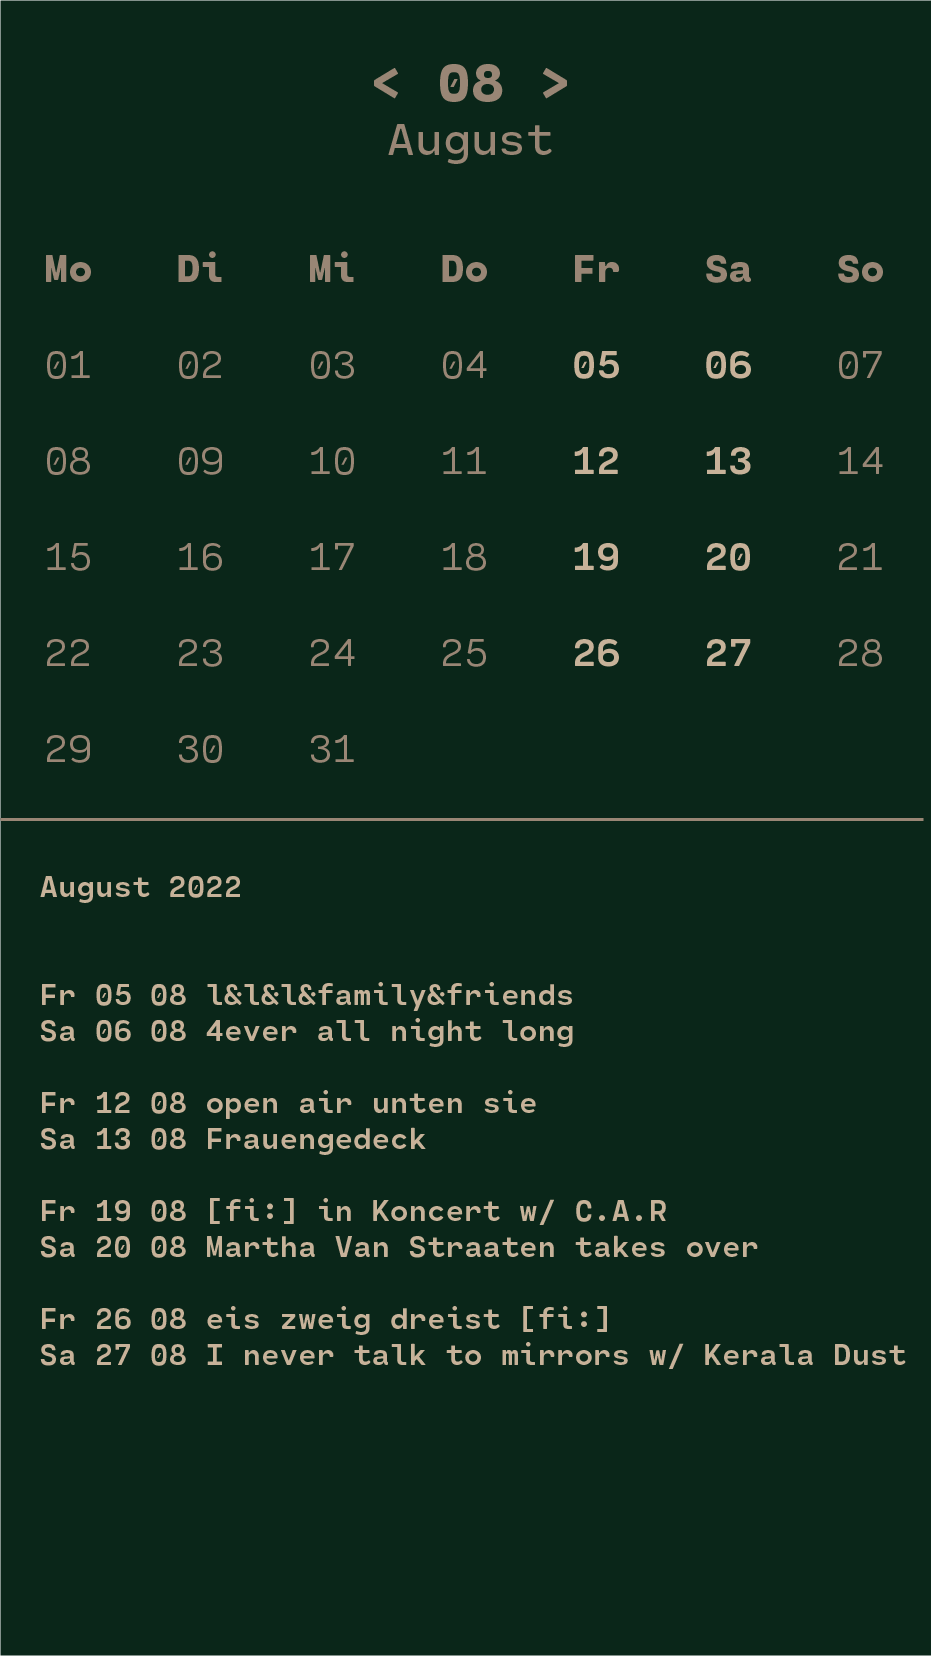 < 08 >
August
Mo Di Mi Do Fr Sa So
01 02 03 04 05 06 07
08 09 10 11 12 13 14
15 16 17 18 19 20 21
22 23 24 25 26 27 28
29 30 31
August 2022
Fr 05 08 l&l&l&family&friends
Sa 06 08 4ever all night long
Fr 12 08 open air unten sie
Sa 13 08 Frauengedeck
Fr 19 08 [fi:] in Koncert w/ C.A.R
Sa 20 08 Martha Van Straaten takes over
Fr 26 08 eis zweig dreist [fi:]
Sa 27 08 I never talk to mirrors w/ Kerala Dust